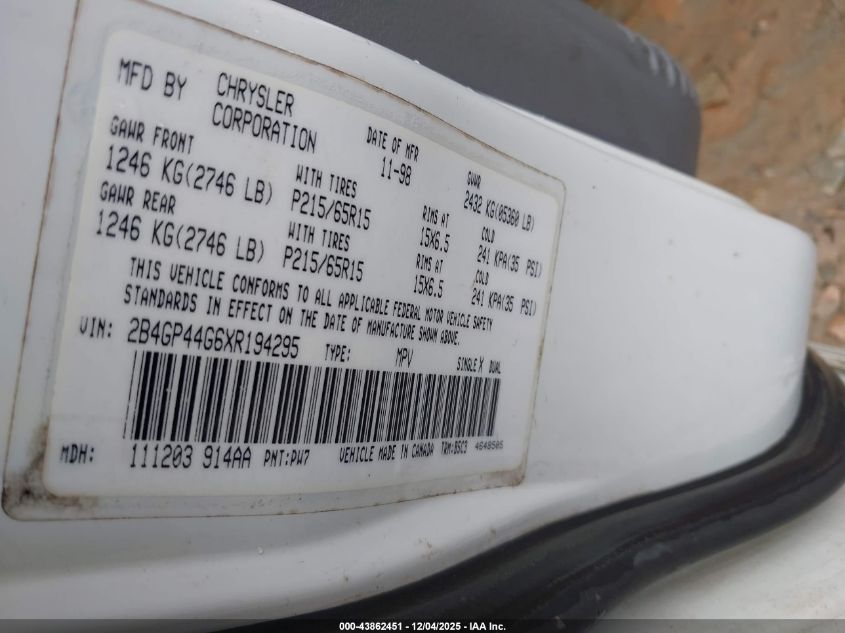 MFD BY CHRYSLER CORPORATION
DATE OF MFR 11-98
GVWR 2432 KG(05360 LB)
GAWR FRONT
1246 KG(2746 LB)
WITH TIRES
P215/65R15
RIMS AT
15X6.5
COLD
241 KPA(35 PSI)
GAWR REAR
1246 KG(2746 LB)
WITH TIRES
P215/65R15
RIMS AT
15X6.5
COLD
241 KPA(35 PSI)
THIS VEHICLE CONFORMS TO ALL APPLICABLE FEDERAL MOTOR VEHICLE SAFETY
STANDARDS IN EFFECT ON THE DATE OF MANUFACTURE SHOWN ABOVE.
VIN: 2B4GP44G6XR194295 TYPE: MPV SINGLE X DUAL
MDH: 111203 914AA PNT:PW7 VEHICLE MADE IN CANADA TRM:B5C3 4648505
000-43862451 - 12/04/2025 - IAA Inc.